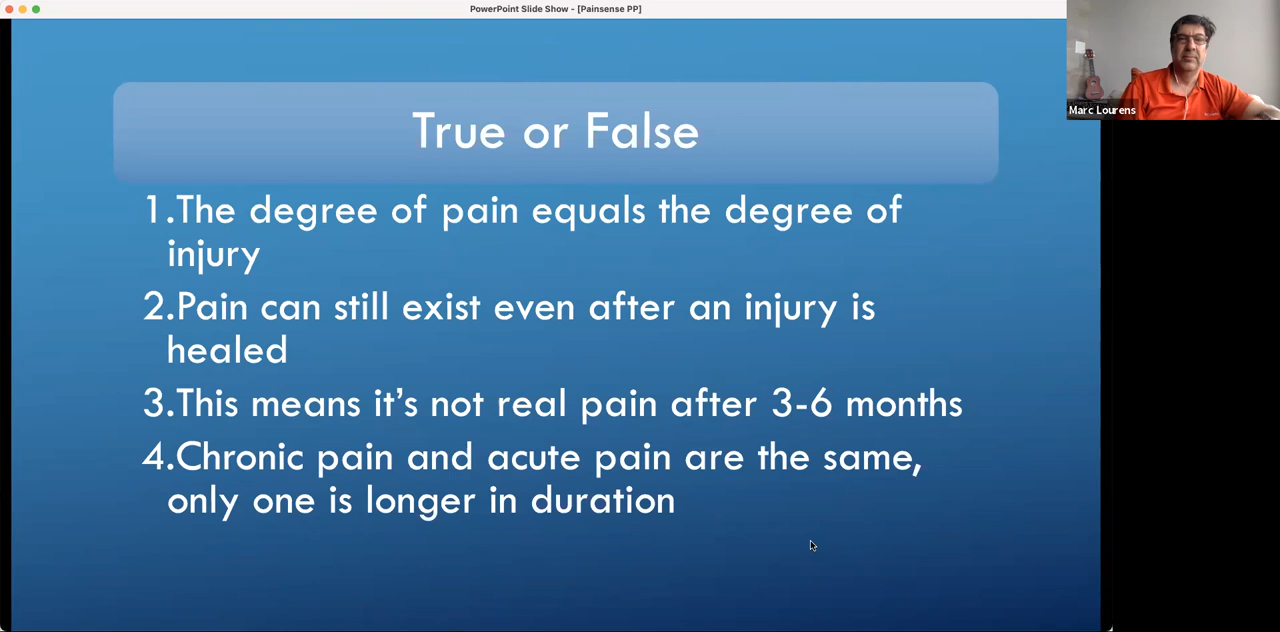 PowerPoint Slide Show - [Painsense PP]
Marc Lourens
True or False
1.The degree of pain equals the degree of
injury
2.Pain can still exist even after an injury is
healed
3.This means it’s not real pain after 3-6 months
4.Chronic pain and acute pain are the same,
only one is longer in duration